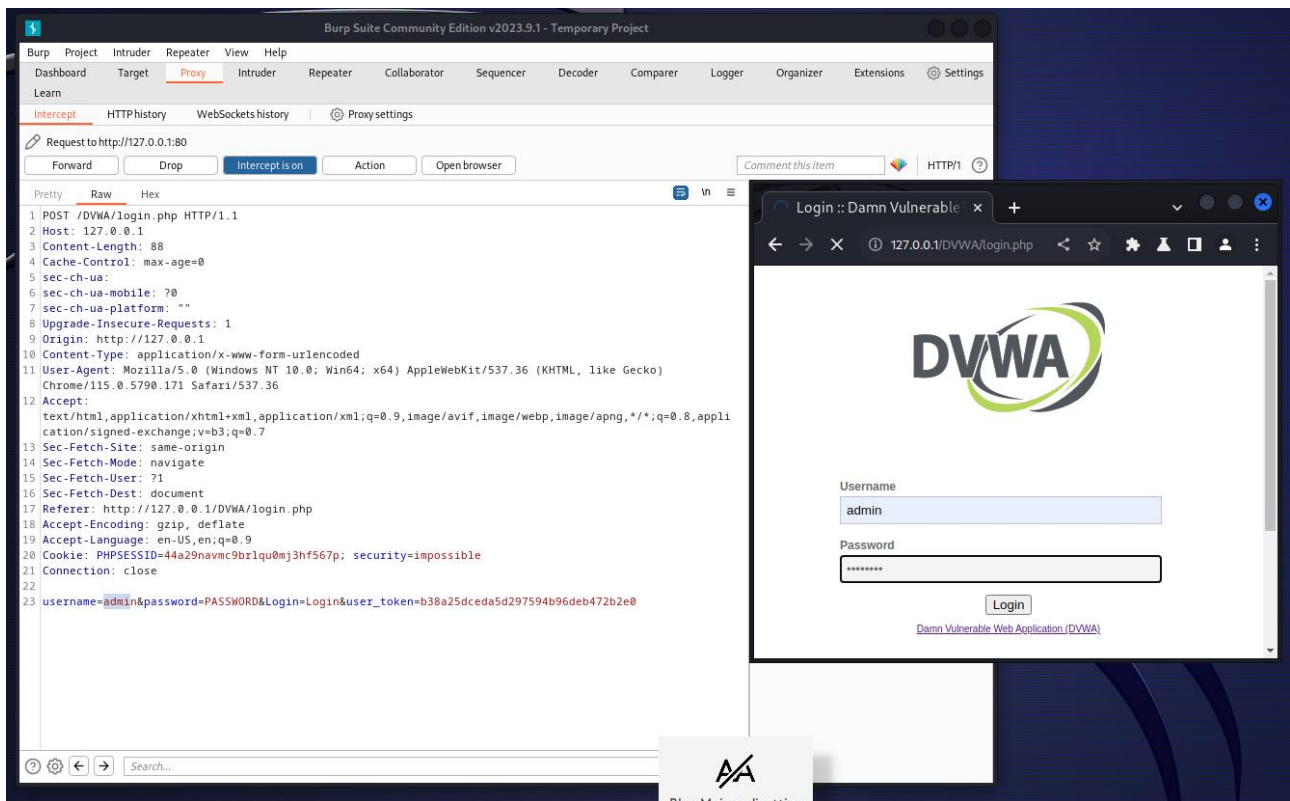 Burp Suite Community Edition v2023.9.1 - Temporary Project
Burp Project Intruder Repeater View Help
Dashboard Target Proxy Intruder Repeater Collaborator Sequencer Decoder Comparer Logger Organizer Extensions Settings
Learn
Intercept HTTP history WebSockets history Proxy settings
Request to http://127.0.0.1:80
Forward Drop Intercept is on Action Open browser Comment this item HTTP/1
Pretty Raw Hex \n
1 POST /DVWA/login.php HTTP/1.1
2 Host: 127.0.0.1
3 Content-Length: 88
4 Cache-Control: max-age=0
5 sec-ch-ua:
6 sec-ch-ua-mobile: ?0
7 sec-ch-ua-platform: ""
8 Upgrade-Insecure-Requests: 1
9 Origin: http://127.0.0.1
10 Content-Type: application/x-www-form-urlencoded
11 User-Agent: Mozilla/5.0 (Windows NT 10.0; Win64; x64) AppleWebKit/537.36 (KHTML, like Gecko)
Chrome/115.0.5790.171 Safari/537.36
12 Accept:
text/html,application/xhtml+xml,application/xml;q=0.9,image/avif,image/webp,image/apng,*/*;q=0.8,appli
cation/signed-exchange;v=b3;q=0.7
13 Sec-Fetch-Site: same-origin
14 Sec-Fetch-Mode: navigate
15 Sec-Fetch-User: ?1
16 Sec-Fetch-Dest: document
17 Referer: http://127.0.0.1/DVWA/login.php
18 Accept-Encoding: gzip, deflate
19 Accept-Language: en-US,en;q=0.9
20 Cookie: PHPSESSID=44a29navmc9brlqu0mj3hf567p; security=impossible
21 Connection: close
22
23 username=admin&password=PASSWORD&Login=Login&user_token=b38a25dceda5d297594b96deb472b2e0
Search...
Login :: Damn Vulnerable
127.0.0.1/DVWA/login.php
DVWA
Username
admin
Password
Login
Damn Vulnerable Web Application (DVWA)